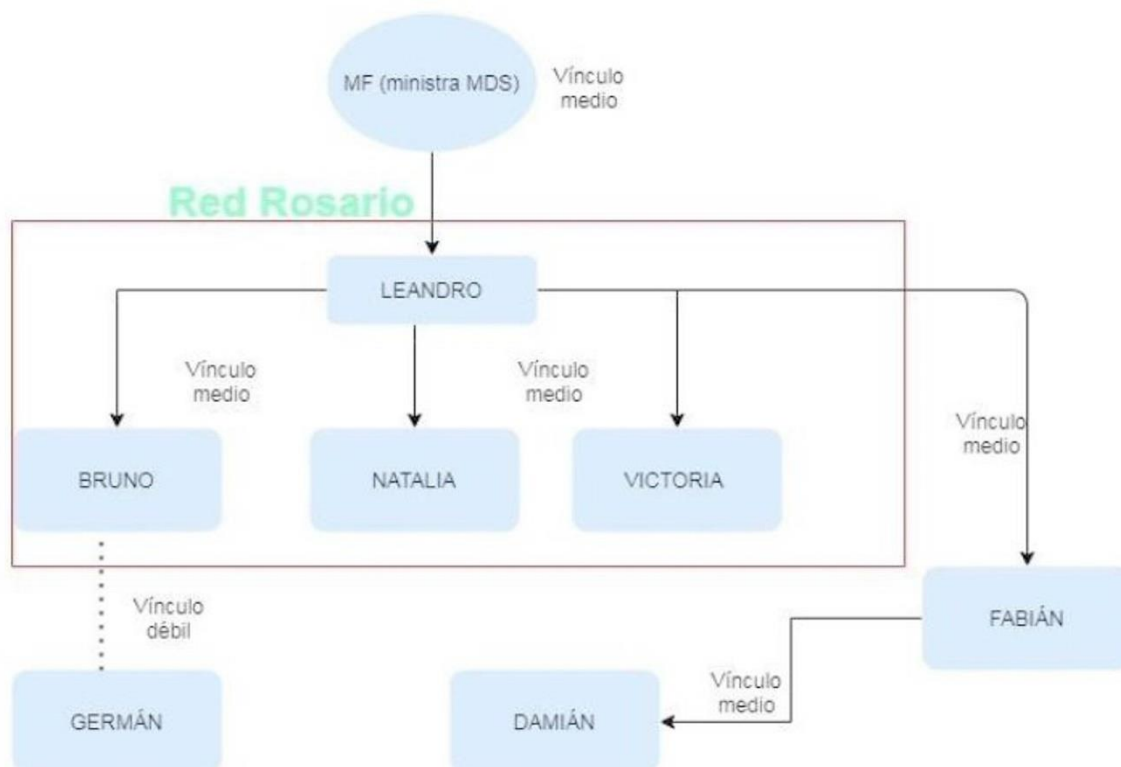 MF (ministra MDS)
Vínculo
medio
Red Rosario
LEANDRO
Vínculo
medio
Vínculo
medio
Vínculo
medio
BRUNO
NATALIA
VICTORIA
Vínculo
débil
FABIÁN
Vínculo
medio
GERMÁN
DAMIÁN